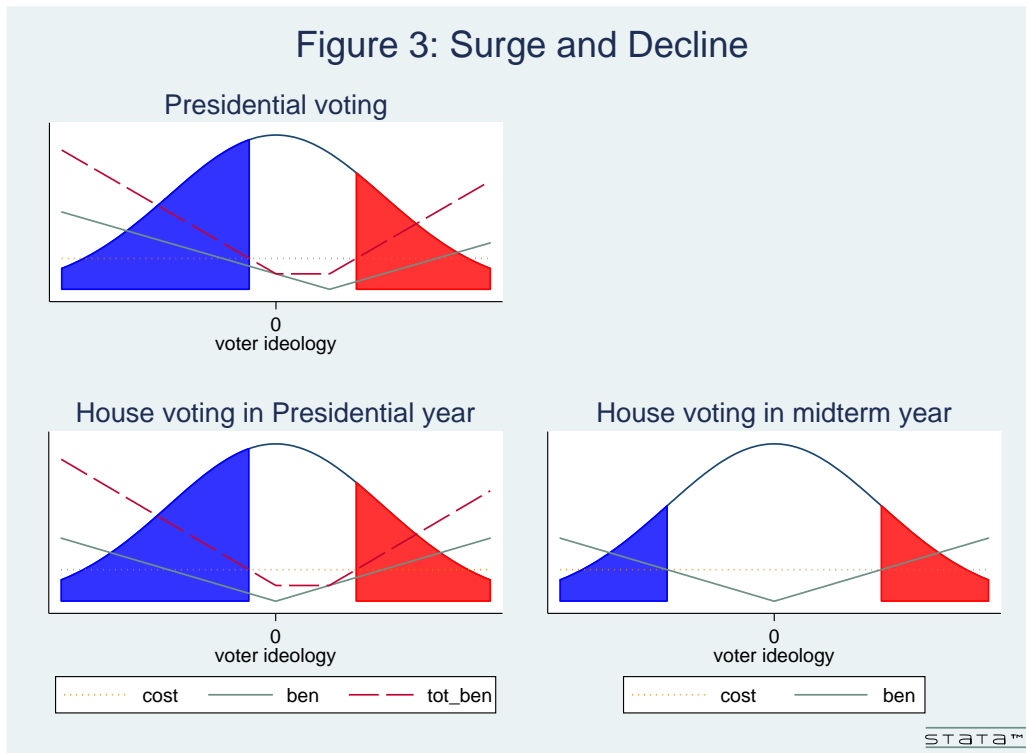 Figure 3: Surge and Decline
Presidential voting
0
voter ideology
House voting in Presidential year
0
voter ideology
cost ben tot_ben
House voting in midterm year
0
voter ideology
cost ben
STATA™